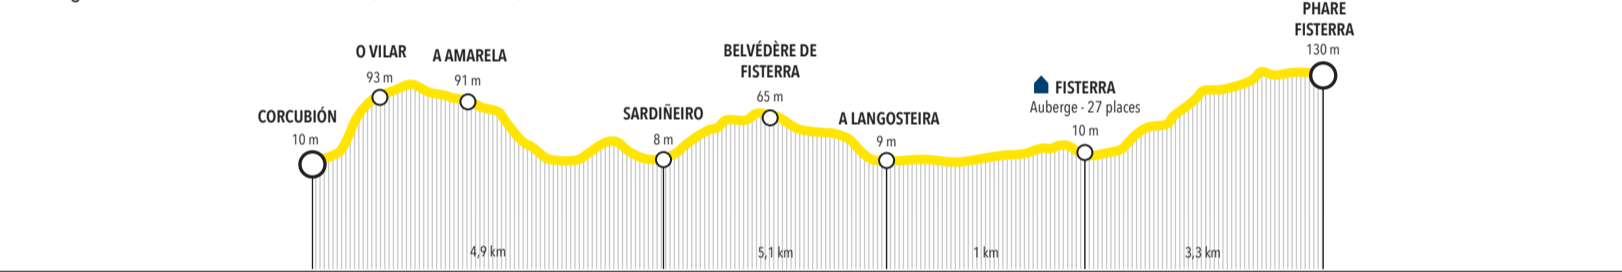 CORCUBIÓN
10 m
O VILAR
93 m
A AMARELA
91 m
SARDIÑEIRO
8 m
BELVÉDÈRE DE
FISTERRA
65 m
A LANGOSTEIRA
9 m
FISTERRA
Auberge - 27 places
10 m
PHARE
FISTERRA
130 m
4,9 km
5,1 km
1 km
3,3 km